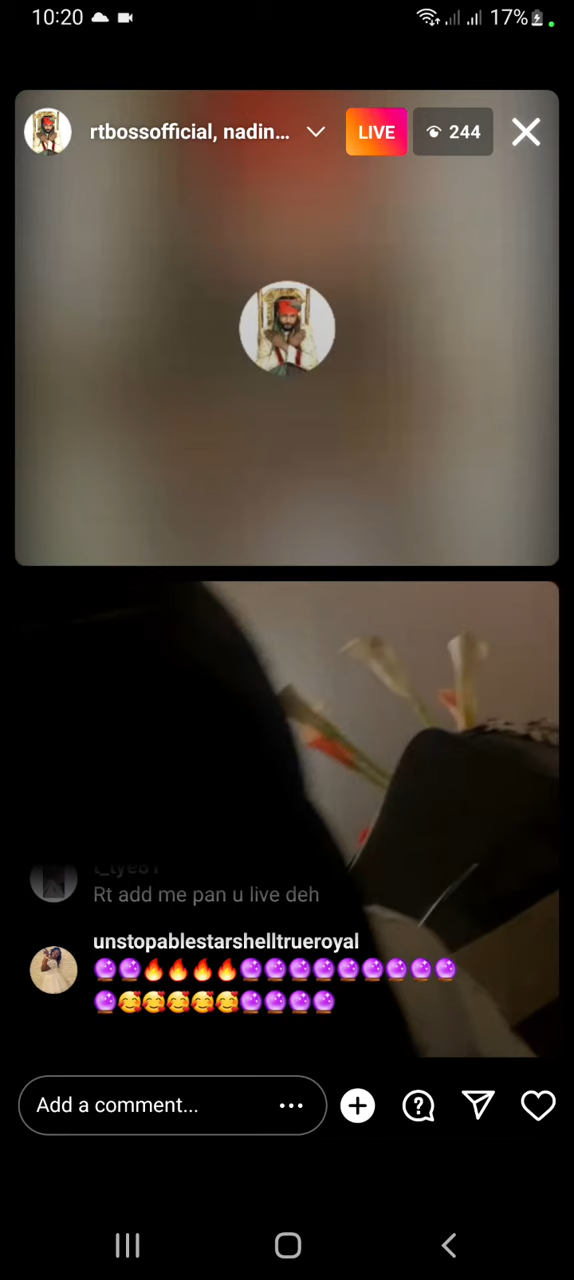 10:20
17%
rtbossofficial, nadin...
LIVE
244
Rt add me pan u live deh
unstopablestarshelltrueroyal
🔮🔮🔥🔥🔥🔥🔮🔮🔮🔮🔮🔮🔮🔮🔮
🔮🥰🥰🥰🥰🥰🔮🔮🔮🔮
Add a comment...